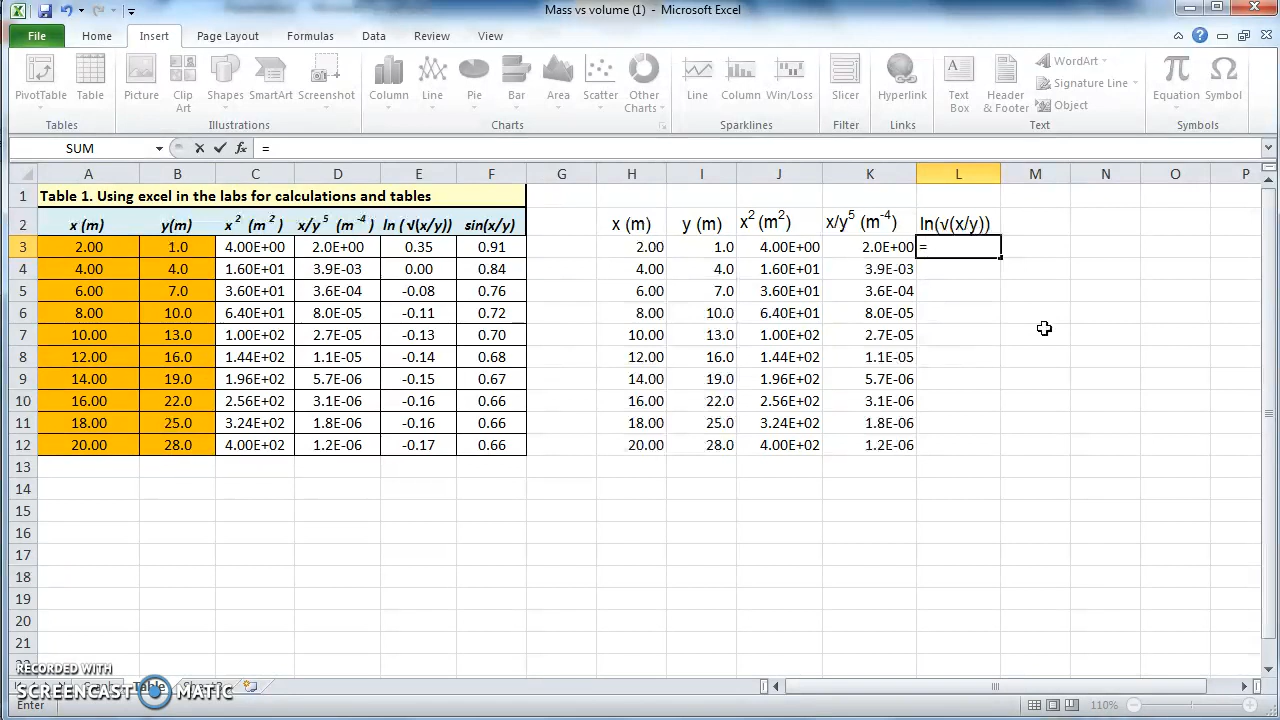 Mass vs volume (1) - Microsoft Excel
File Home Insert Page Layout Formulas Data Review View
PivotTable Table Picture Clip Art Shapes SmartArt Screenshot Column Line Pie Bar Area Scatter Other Charts Line Column Win/Loss Slicer Hyperlink Text Box Header & Footer WordArt Signature Line Object Equation Symbol
Tables Illustrations Charts Sparklines Filter Links Text Symbols
SUM fx =
A B C D E F G H I J K L M N O P
1 Table 1. Using excel in the labs for calculations and tables
2 x (m) y(m) x² (m²) x/y⁵ (m⁻⁴) ln (√(x/y)) sin(x/y) x (m) y (m) x² (m²) x/y⁵ (m⁻⁴) ln(√(x/y))
3 2.00 1.0 4.00E+00 2.0E+00 0.35 0.91 2.00 1.0 4.00E+00 2.0E+00 =
4 4.00 4.0 1.60E+01 3.9E-03 0.00 0.84 4.00 4.0 1.60E+01 3.9E-03
5 6.00 7.0 3.60E+01 3.6E-04 -0.08 0.76 6.00 7.0 3.60E+01 3.6E-04
6 8.00 10.0 6.40E+01 8.0E-05 -0.11 0.72 8.00 10.0 6.40E+01 8.0E-05
7 10.00 13.0 1.00E+02 2.7E-05 -0.13 0.70 10.00 13.0 1.00E+02 2.7E-05
8 12.00 16.0 1.44E+02 1.1E-05 -0.14 0.68 12.00 16.0 1.44E+02 1.1E-05
9 14.00 19.0 1.96E+02 5.7E-06 -0.15 0.67 14.00 19.0 1.96E+02 5.7E-06
10 16.00 22.0 2.56E+02 3.1E-06 -0.16 0.66 16.00 22.0 2.56E+02 3.1E-06
11 18.00 25.0 3.24E+02 1.8E-06 -0.16 0.66 18.00 25.0 3.24E+02 1.8E-06
12 20.00 28.0 4.00E+02 1.2E-06 -0.17 0.66 20.00 28.0 4.00E+02 1.2E-06
13
14
15
16
17
18
19
20
21
RECORDED WITH
SCREENCAST MATIC
Table
Enter 110%